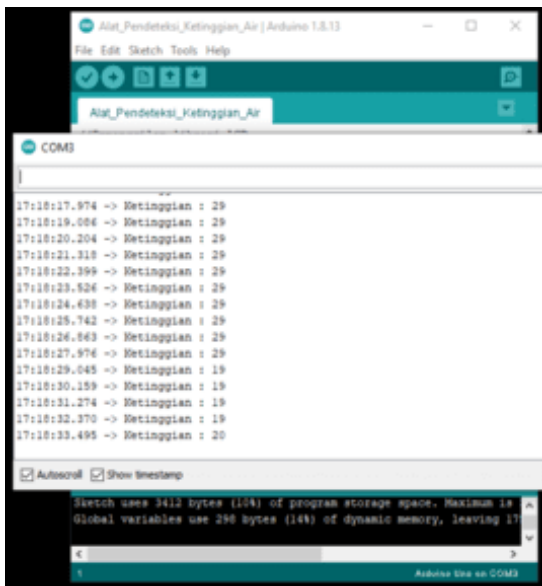 Alat_Pendeteksi_Ketinggian_Air | Arduino 1.8.13
File Edit Sketch Tools Help
Alat_Pendeteksi_Ketinggian_Air
COM3
17:18:17.974 -> Ketinggian : 29
17:18:19.086 -> Ketinggian : 29
17:18:20.204 -> Ketinggian : 29
17:18:21.318 -> Ketinggian : 29
17:18:22.399 -> Ketinggian : 29
17:18:23.526 -> Ketinggian : 29
17:18:24.638 -> Ketinggian : 29
17:18:25.742 -> Ketinggian : 29
17:18:26.863 -> Ketinggian : 29
17:18:27.976 -> Ketinggian : 29
17:18:29.045 -> Ketinggian : 19
17:18:30.159 -> Ketinggian : 19
17:18:31.274 -> Ketinggian : 19
17:18:32.370 -> Ketinggian : 19
17:18:33.495 -> Ketinggian : 20
Autoscroll Show timestamp
Sketch uses 3412 bytes (10%) of program storage space. Maximum is
Global variables use 298 bytes (14%) of dynamic memory, leaving 17
1 Arduino Uno on COM3